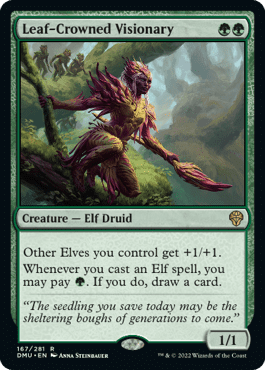 Leaf-Crowned Visionary
Creature — Elf Druid
Other Elves you control get +1/+1.
Whenever you cast an Elf spell, you
may pay. If you do, draw a card.
“The seedling you save today may be the
sheltering boughs of generations to come.”
1/1
167/281 R
DMU • EN ANNA STEINBAUER
™ & © 2022 Wizards of the Coast